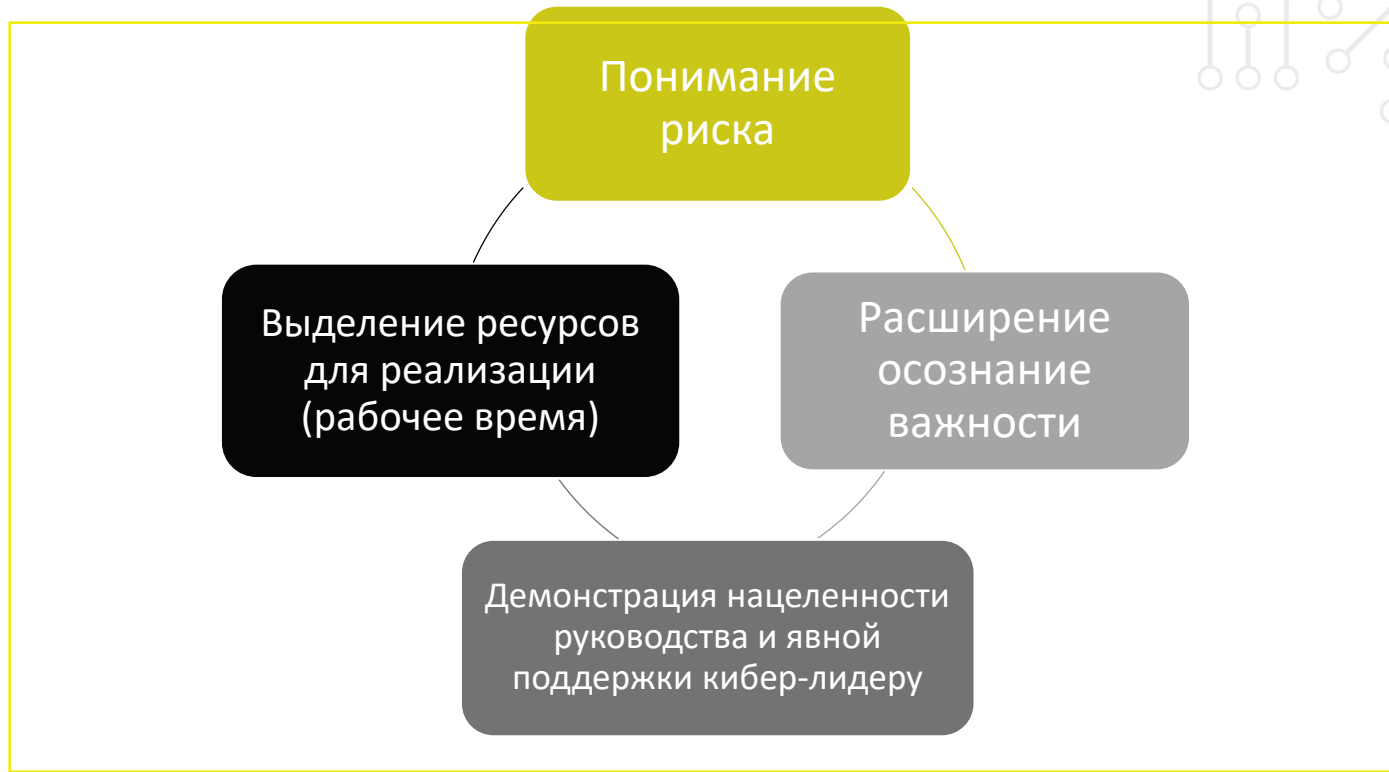 Понимание
риска
Выделение ресурсов
для реализации
(рабочее время)
Расширение
осознание
важности
Демонстрация нацеленности
руководства и явной
поддержки кибер-лидеру